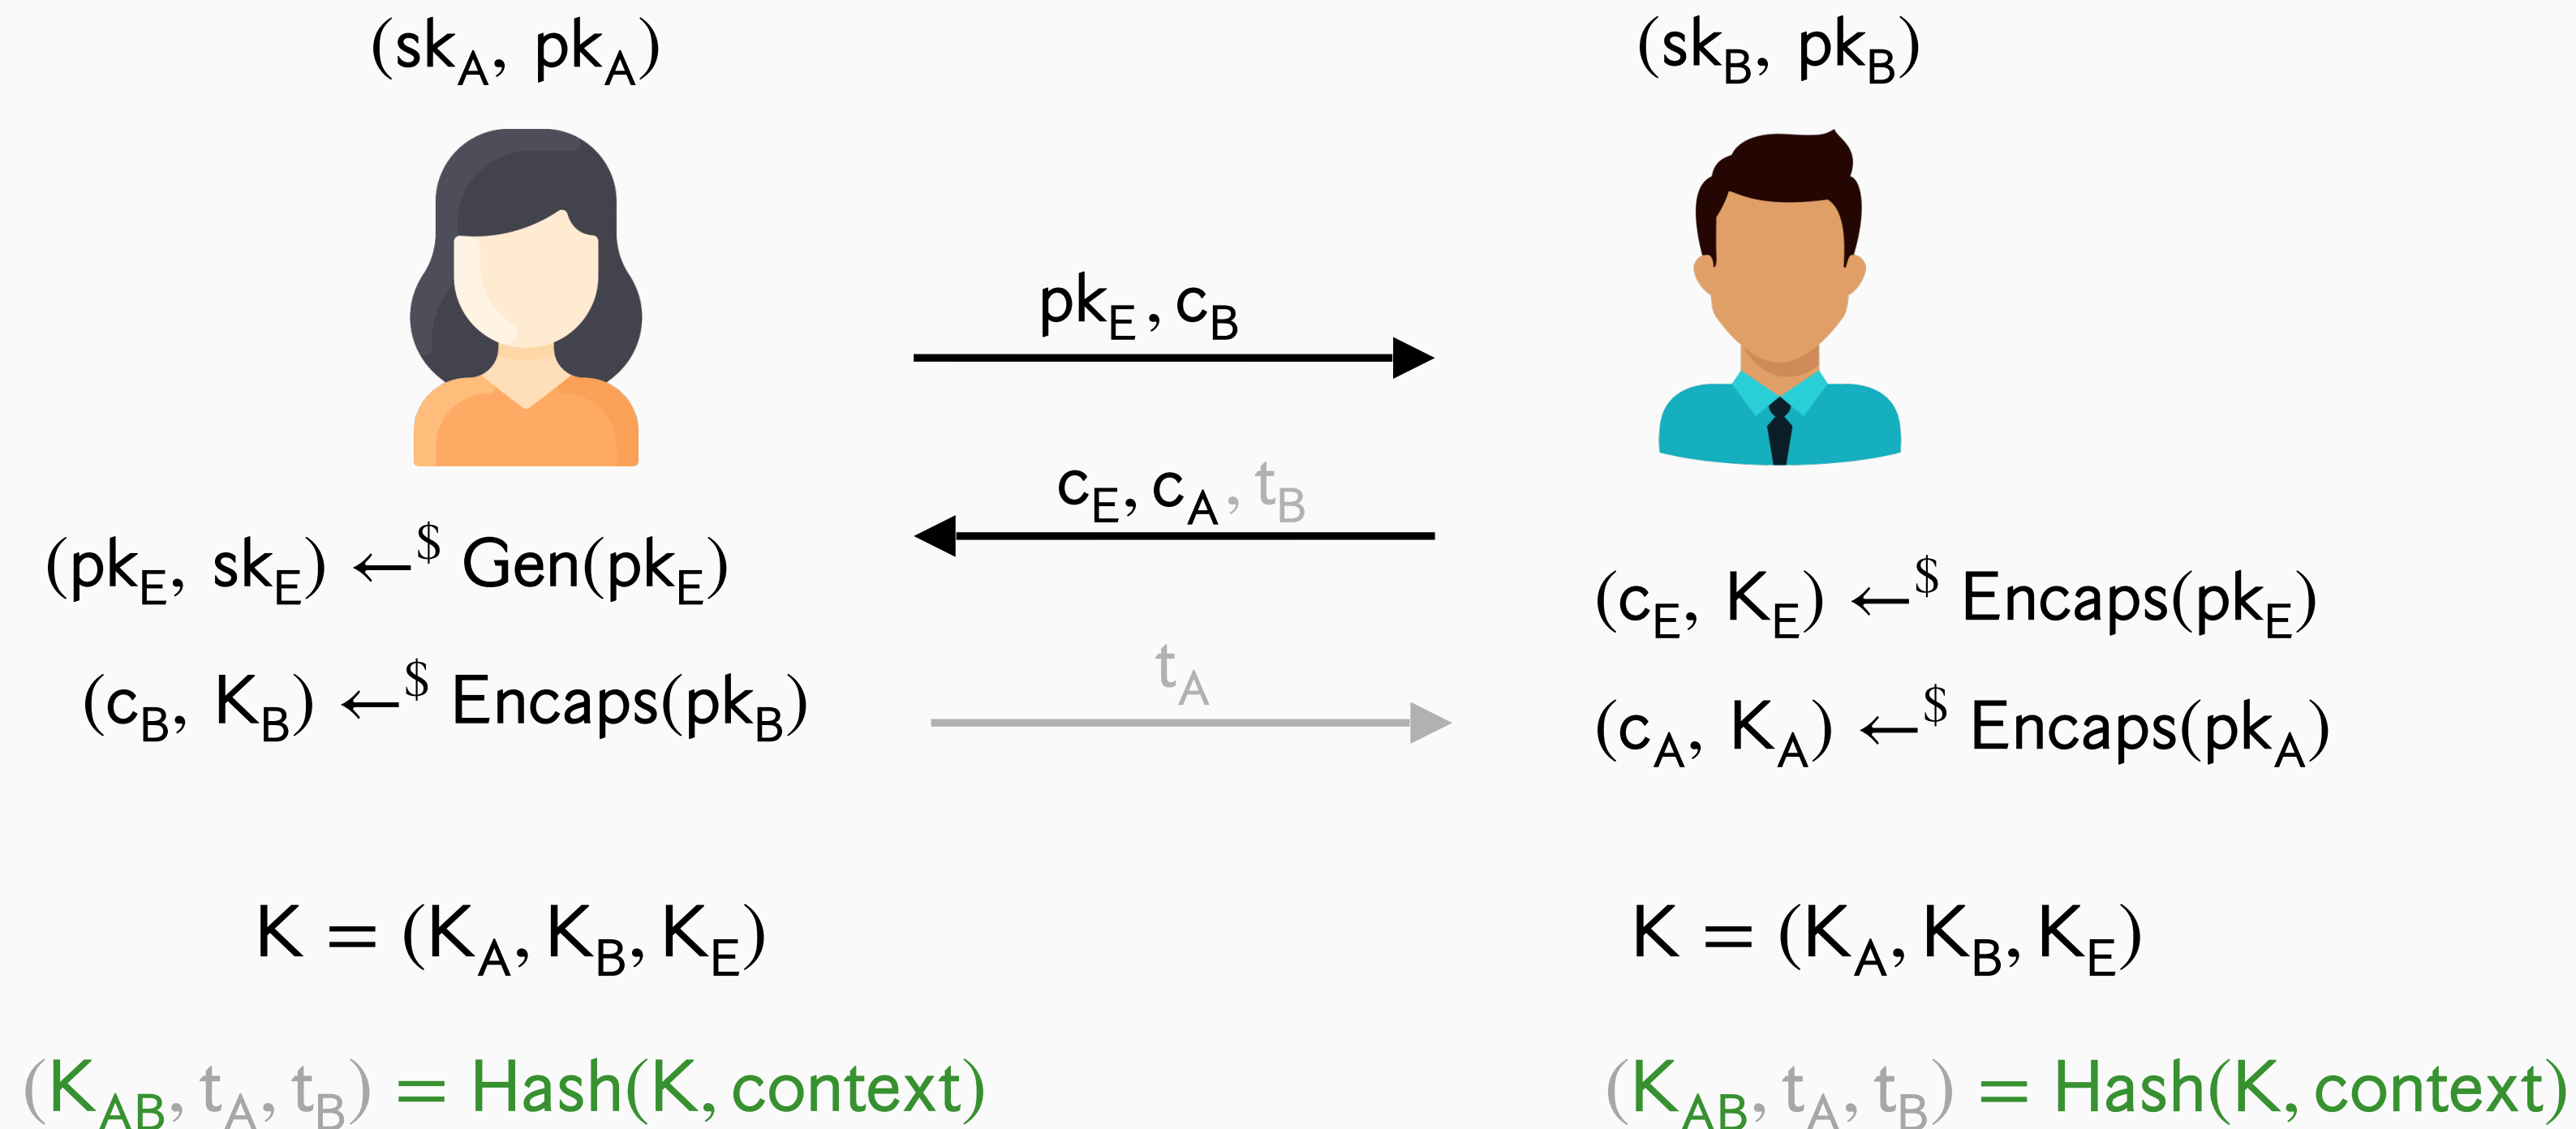 (sk_A, pk_A)
(sk_B, pk_B)
pk_E, c_B
c_E, c_A, t_B
t_A
(pk_E, sk_E) ←$ Gen(pk_E)
(c_B, K_B) ←$ Encaps(pk_B)
(c_E, K_E) ←$ Encaps(pk_E)
(c_A, K_A) ←$ Encaps(pk_A)
K = (K_A, K_B, K_E)
K = (K_A, K_B, K_E)
(K_AB, t_A, t_B) = Hash(K, context)
(K_AB, t_A, t_B) = Hash(K, context)